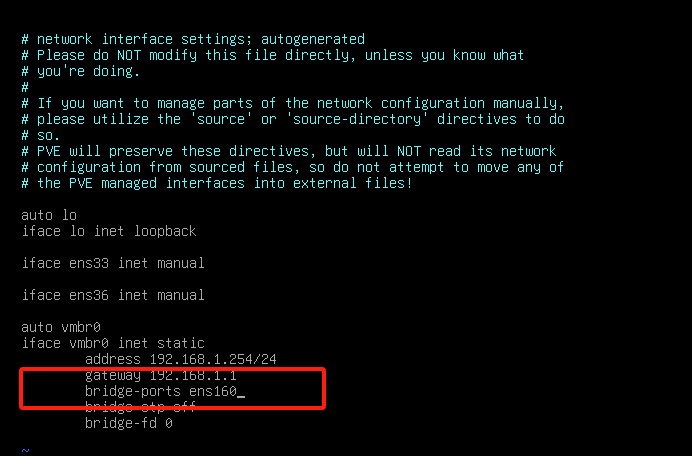 # network interface settings; autogenerated
# Please do NOT modify this file directly, unless you know what
# you're doing.
#
# If you want to manage parts of the network configuration manually,
# please utilize the 'source' or 'source-directory' directives to do
# so.
# PVE will preserve these directives, but will NOT read its network
# configuration from sourced files, so do not attempt to move any of
# the PVE managed interfaces into external files!
auto lo
iface lo inet loopback
iface ens33 inet manual
iface ens36 inet manual
auto vmbr0
iface vmbr0 inet static
address 192.168.1.254/24
gateway 192.168.1.1
bridge-ports ens160_
bridge-stp off
bridge-fd 0
~